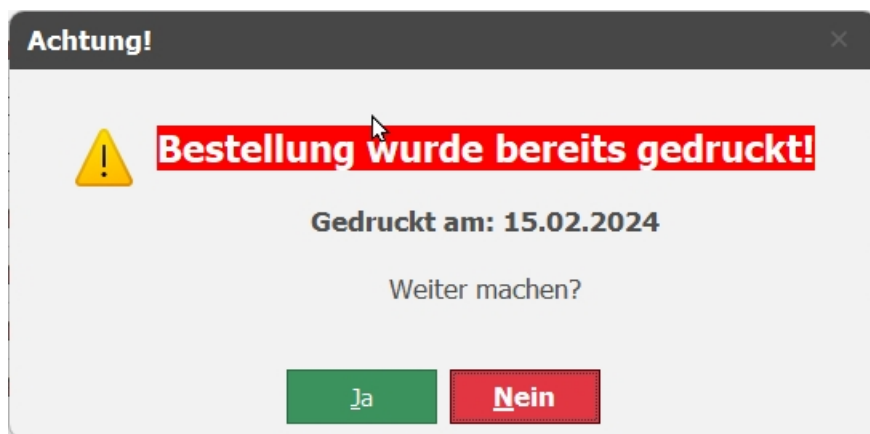 Achtung!
Bestellung wurde bereits gedruckt!
Gedruckt am: 15.02.2024
Weiter machen?
Ja
Nein